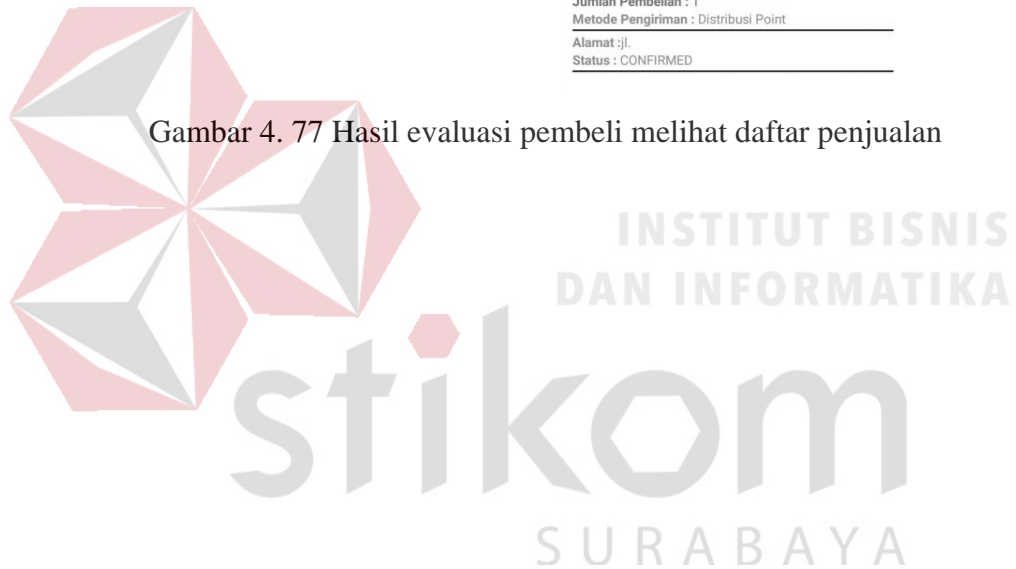 Jumlah Pembelian : 1
Metode Pengiriman : Distribusi Point
Alamat :jl.
Status : CONFIRMED
Gambar 4. 77 Hasil evaluasi pembeli melihat daftar penjualan
INSTITUT BISNIS
DAN INFORMATIKA
stikom
SURABAYA